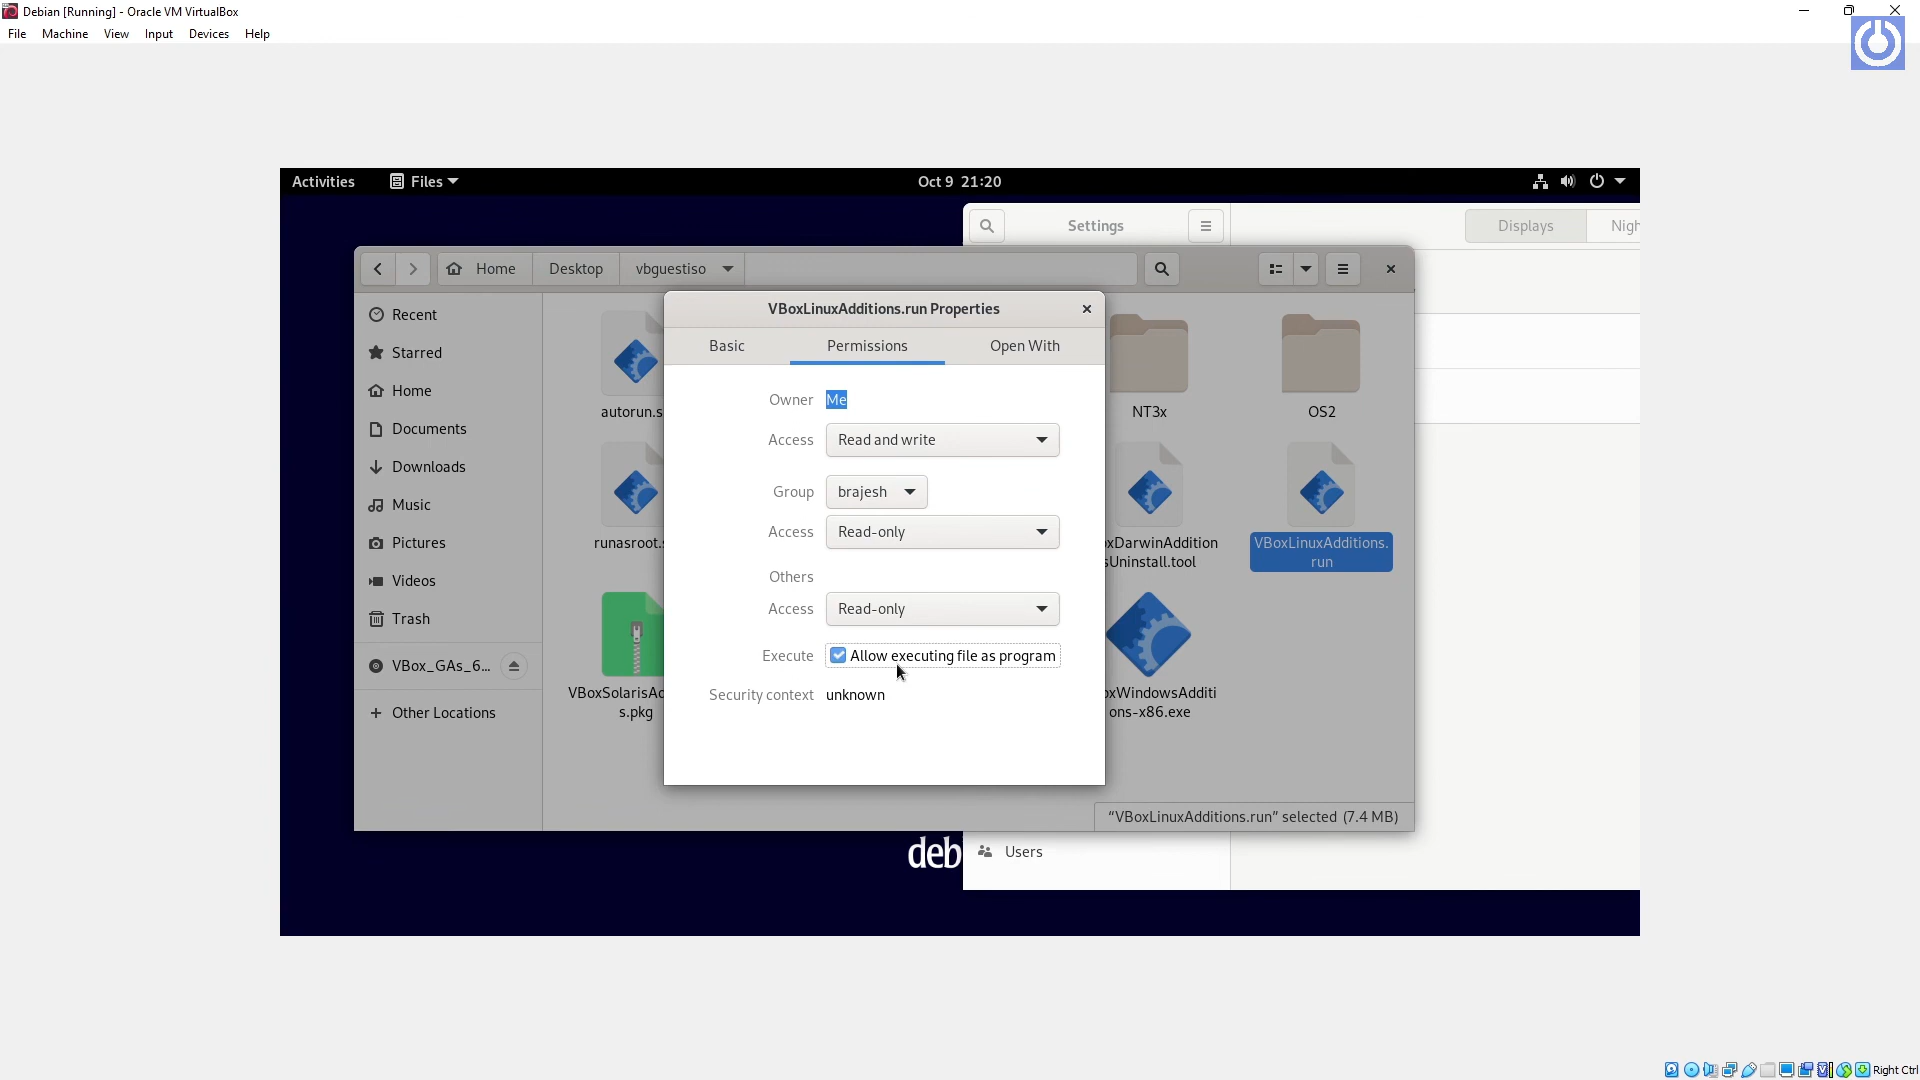 Debian [Running] - Oracle VM VirtualBox
File Machine View Input Devices Help
Activities Files Oct 9 21:20
Settings Displays Nigh
Home Desktop vbguestiso
VBoxLinuxAdditions.run Properties
Basic Permissions Open With
Recent
Starred
Home
Documents
Downloads
Music
Pictures
Videos
Trash
VBox_GAs_6...
Other Locations
autorun.s
runasroot.
VBoxSolarisAd
s.pkg
Owner Me
Access Read and write
Group brajesh
Access Read-only
Others
Access Read-only
Execute Allow executing file as program
Security context unknown
NT3x
OS2
xDarwinAddition
sUninstall.tool
VBoxLinuxAdditions.
run
xWindowsAdditi
ons-x86.exe
"VBoxLinuxAdditions.run" selected (7.4 MB)
deb
Users
Right Ctrl